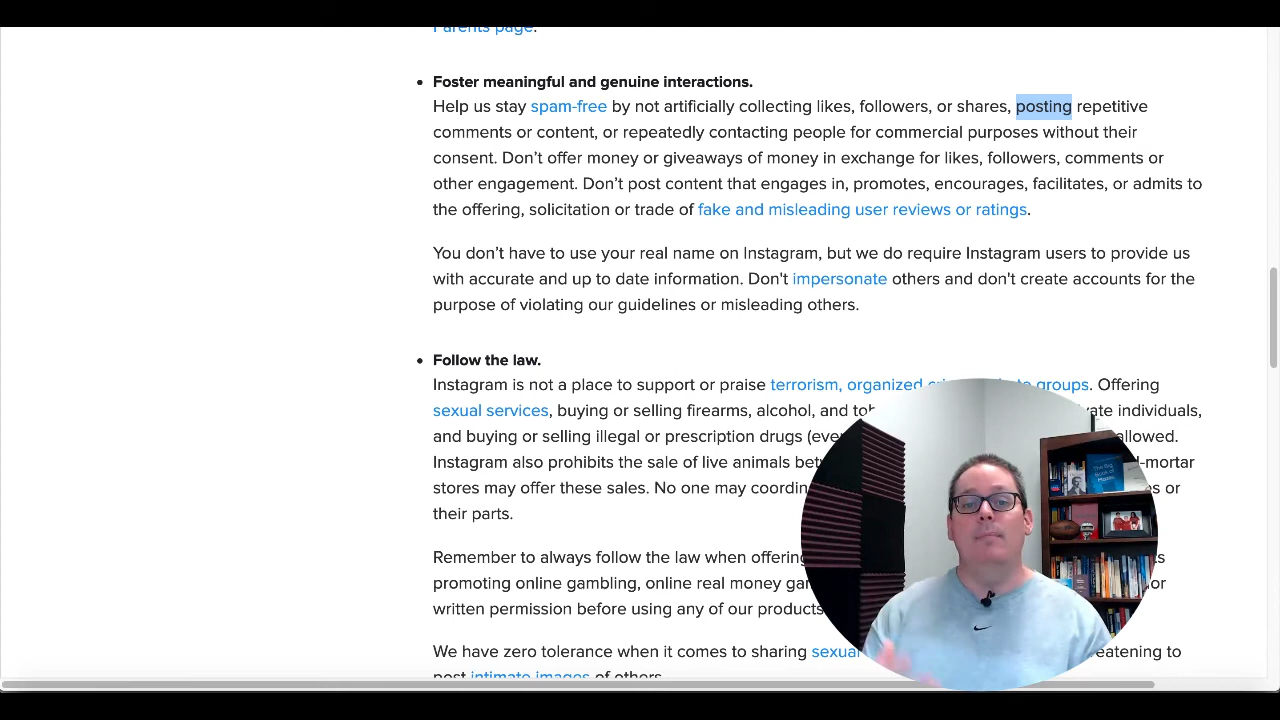 Parents page.
Foster meaningful and genuine interactions.
Help us stay spam-free by not artificially collecting likes, followers, or shares, posting repetitive
comments or content, or repeatedly contacting people for commercial purposes without their
consent. Don’t offer money or giveaways of money in exchange for likes, followers, comments or
other engagement. Don’t post content that engages in, promotes, encourages, facilitates, or admits to
the offering, solicitation or trade of fake and misleading user reviews or ratings.
You don’t have to use your real name on Instagram, but we do require Instagram users to provide us
with accurate and up to date information. Don't impersonate others and don't create accounts for the
purpose of violating our guidelines or misleading others.
Follow the law.
Instagram is not a place to support or praise terrorism, organized groups. Offering
sexual services, buying or selling firearms, alcohol, and individuals,
and buying or selling illegal or prescription drugs allowed.
Instagram also prohibits the sale of live animals
stores may offer these sales. No one may or
their parts.
Remember to always follow the law when offering
promoting online gambling, online real money or
written permission before using any of our products
We have zero tolerance when it comes to sharing sexual to
post intimate images of others.
The Big Book of